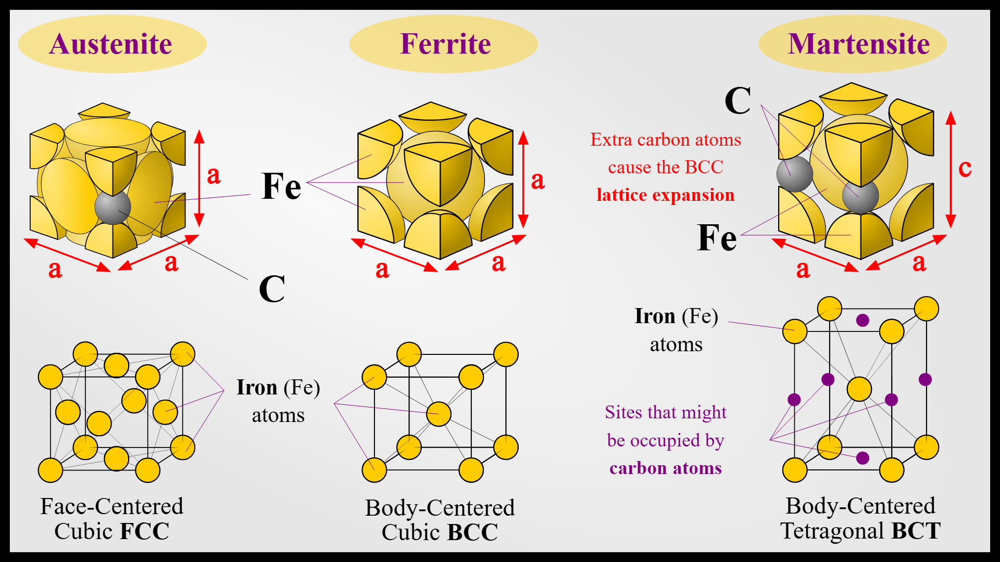 Austenite
Ferrite
Martensite
a
a
a
Fe
C
a
a
a
C
Extra carbon atoms
cause the BCC
lattice expansion
Fe
c
a
a
Iron (Fe)
atoms
Iron (Fe)
atoms
Sites that might
be occupied by
carbon atoms
Face-Centered
Cubic FCC
Body-Centered
Cubic BCC
Body-Centered
Tetragonal BCT